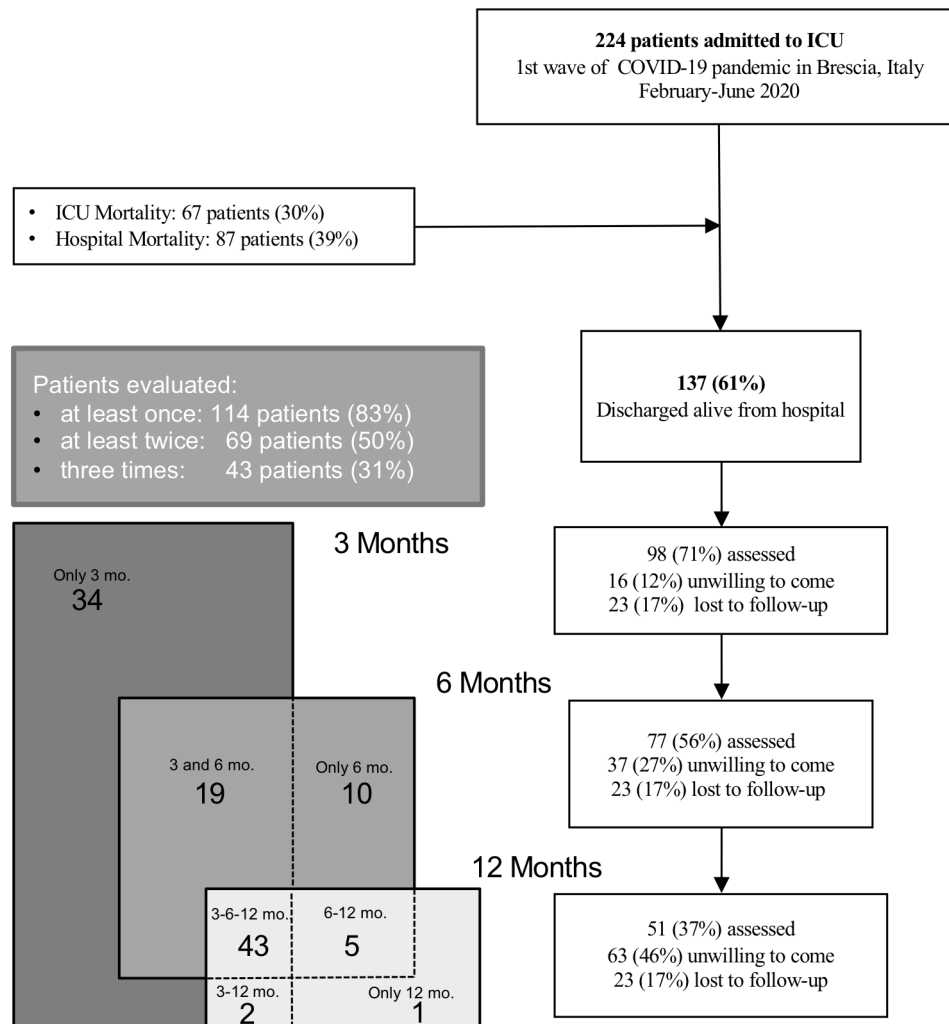 224 patients admitted to ICU
1st wave of COVID-19 pandemic in Brescia, Italy
February-June 2020
• ICU Mortality: 67 patients (30%)
• Hospital Mortality: 87 patients (39%)
137 (61%)
Discharged alive from hospital
Patients evaluated:
• at least once: 114 patients (83%)
• at least twice: 69 patients (50%)
• three times: 43 patients (31%)
3 Months
98 (71%) assessed
16 (12%) unwilling to come
23 (17%) lost to follow-up
Only 3 mo.
34
6 Months
77 (56%) assessed
37 (27%) unwilling to come
23 (17%) lost to follow-up
3 and 6 mo.
19
Only 6 mo.
10
12 Months
51 (37%) assessed
63 (46%) unwilling to come
23 (17%) lost to follow-up
3-6-12 mo.
43
6-12 mo.
5
3-12 mo.
2
Only 12 mo.
1